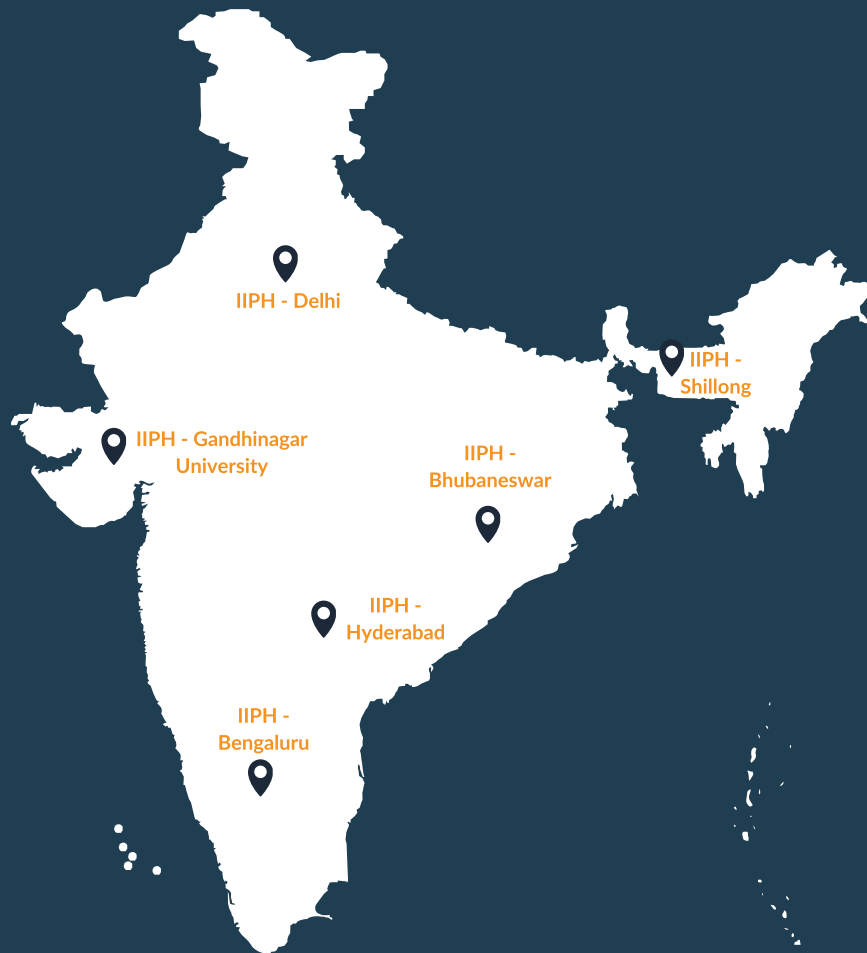 IIPH - Delhi
IIPH -
Shillong
IIPH - Gandhinagar
University
IIPH -
Bhubaneswar
IIPH -
Hyderabad
IIPH -
Bengaluru